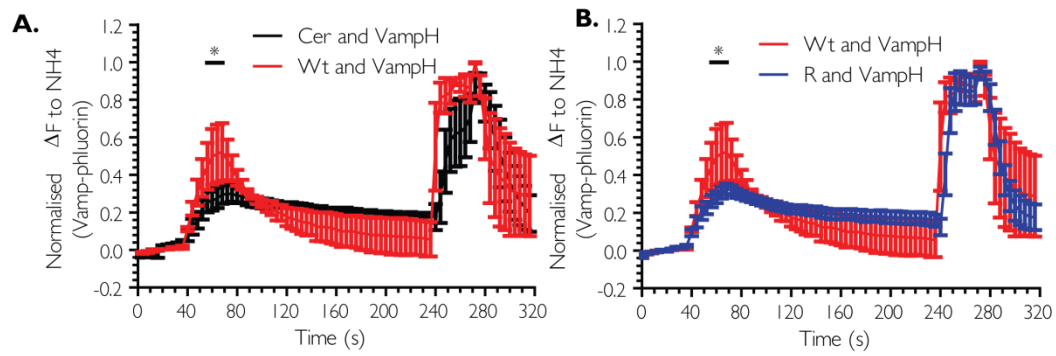 A.
Normalised ΔF to NH4
(Vamp-phluorin)
1.2
1.0
0.8
0.6
0.4
0.2
0.0
-0.2
*
Cer and VampH
Wt and VampH
0 40 80 120 160 200 240 280 320
Time (s)
B.
Normalised ΔF to NH4
(Vamp-phluorin)
1.2
1.0
0.8
0.6
0.4
0.2
0.0
-0.2
*
Wt and VampH
R and VampH
0 40 80 120 160 200 240 280 320
Time (s)